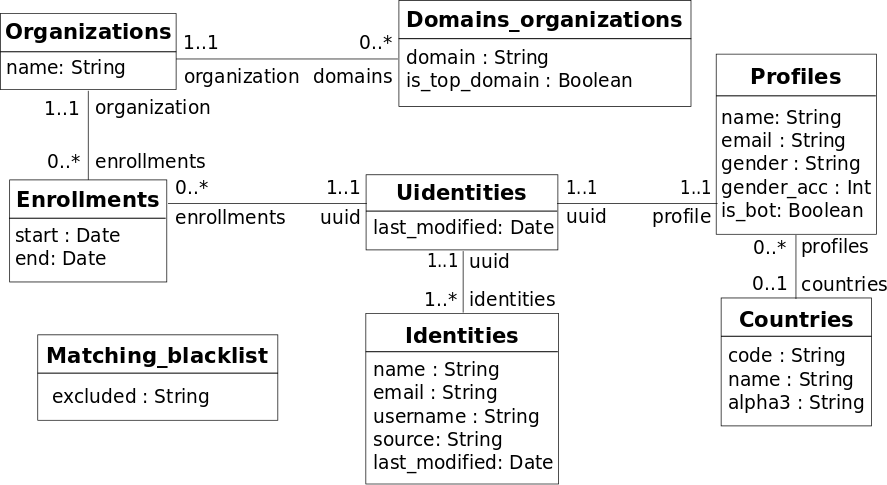 Organizations
name: String
1..1
0..*
organization
domains
Domains_organizations
domain : String
is_top_domain : Boolean
Profiles
name: String
email : String
gender : String
gender_acc : Int
is_bot: Boolean
1..1
organization
0..*
enrollments
Enrollments
start : Date
end: Date
0..*
1..1
enrollments
uuid
Uidentities
last_modified: Date
1..1
1..1
uuid
profile
1..1
uuid
1..*
identities
0..*
profiles
0..1
countries
Identities
name : String
email : String
username : String
source: String
last_modified: Date
Countries
code : String
name : String
alpha3 : String
Matching_blacklist
excluded : String